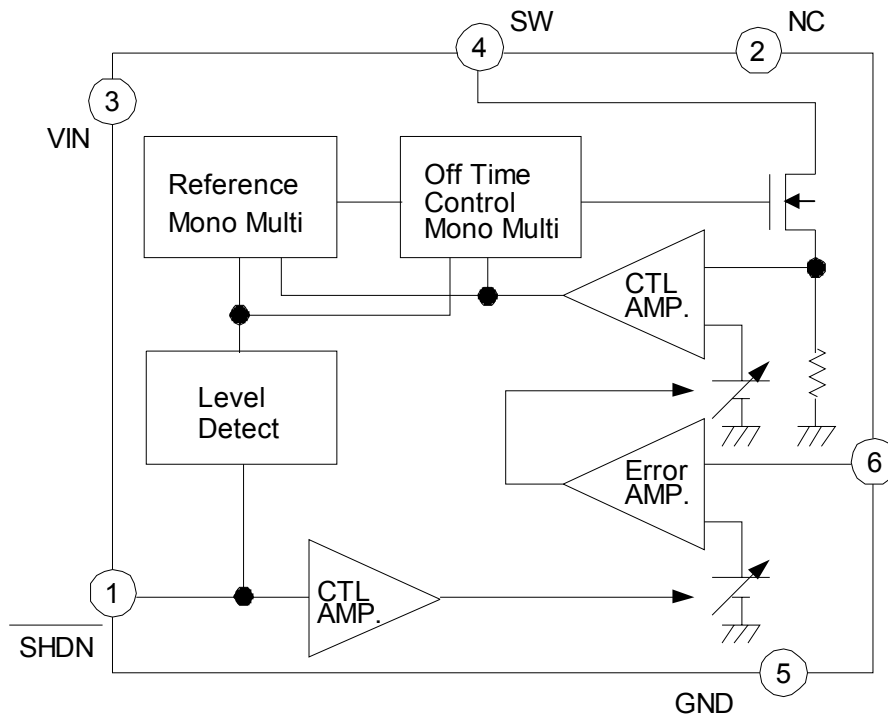 SW
NC
4
2
3
VIN
Reference
Mono Multi
Off Time
Control
Mono Multi
CTL
AMP.
Level
Detect
Error
AMP.
6
1
CTL
AMP.
SHDN
5
GND